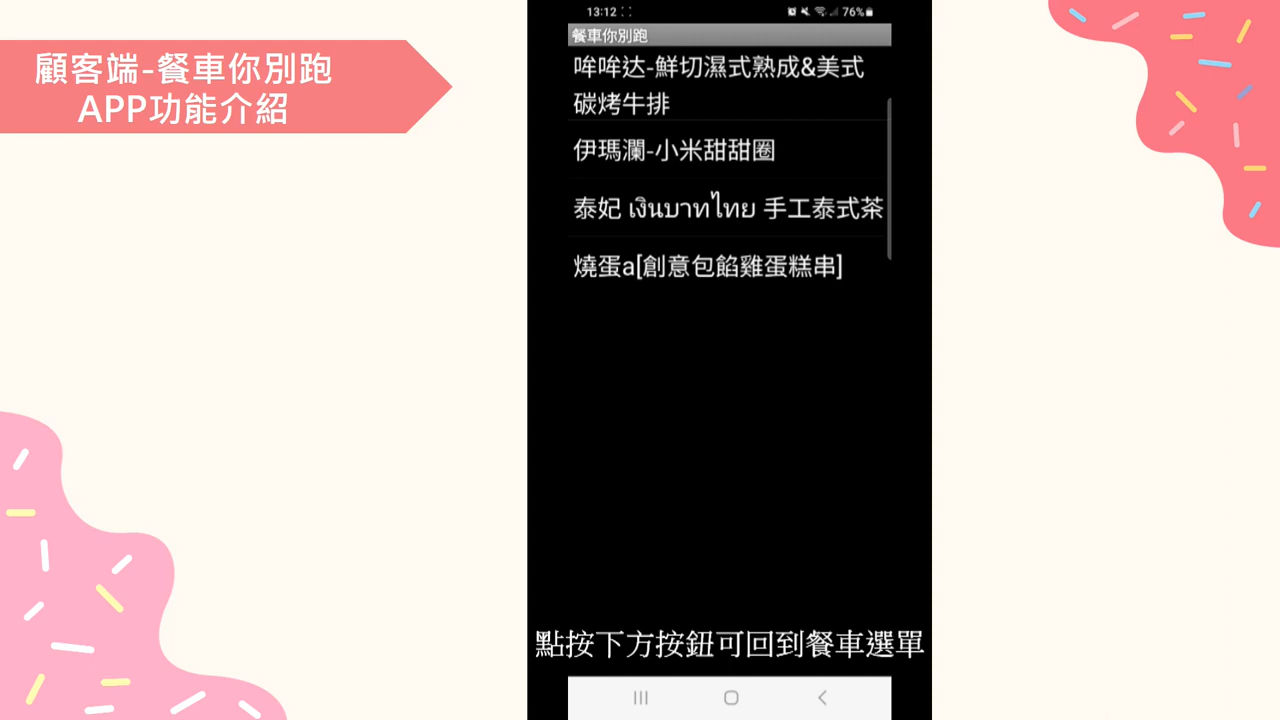 顧客端-餐車你別跑
APP功能介紹
13:12
76%
餐車你別跑
哞哞达-鮮切濕式熟成&美式
碳烤牛排
伊瑪瀾-小米甜甜圈
泰妃 เงินบาทไทย 手工泰式茶
燒蛋a[創意包餡雞蛋糕串]
點按下方按鈕可回到餐車選單